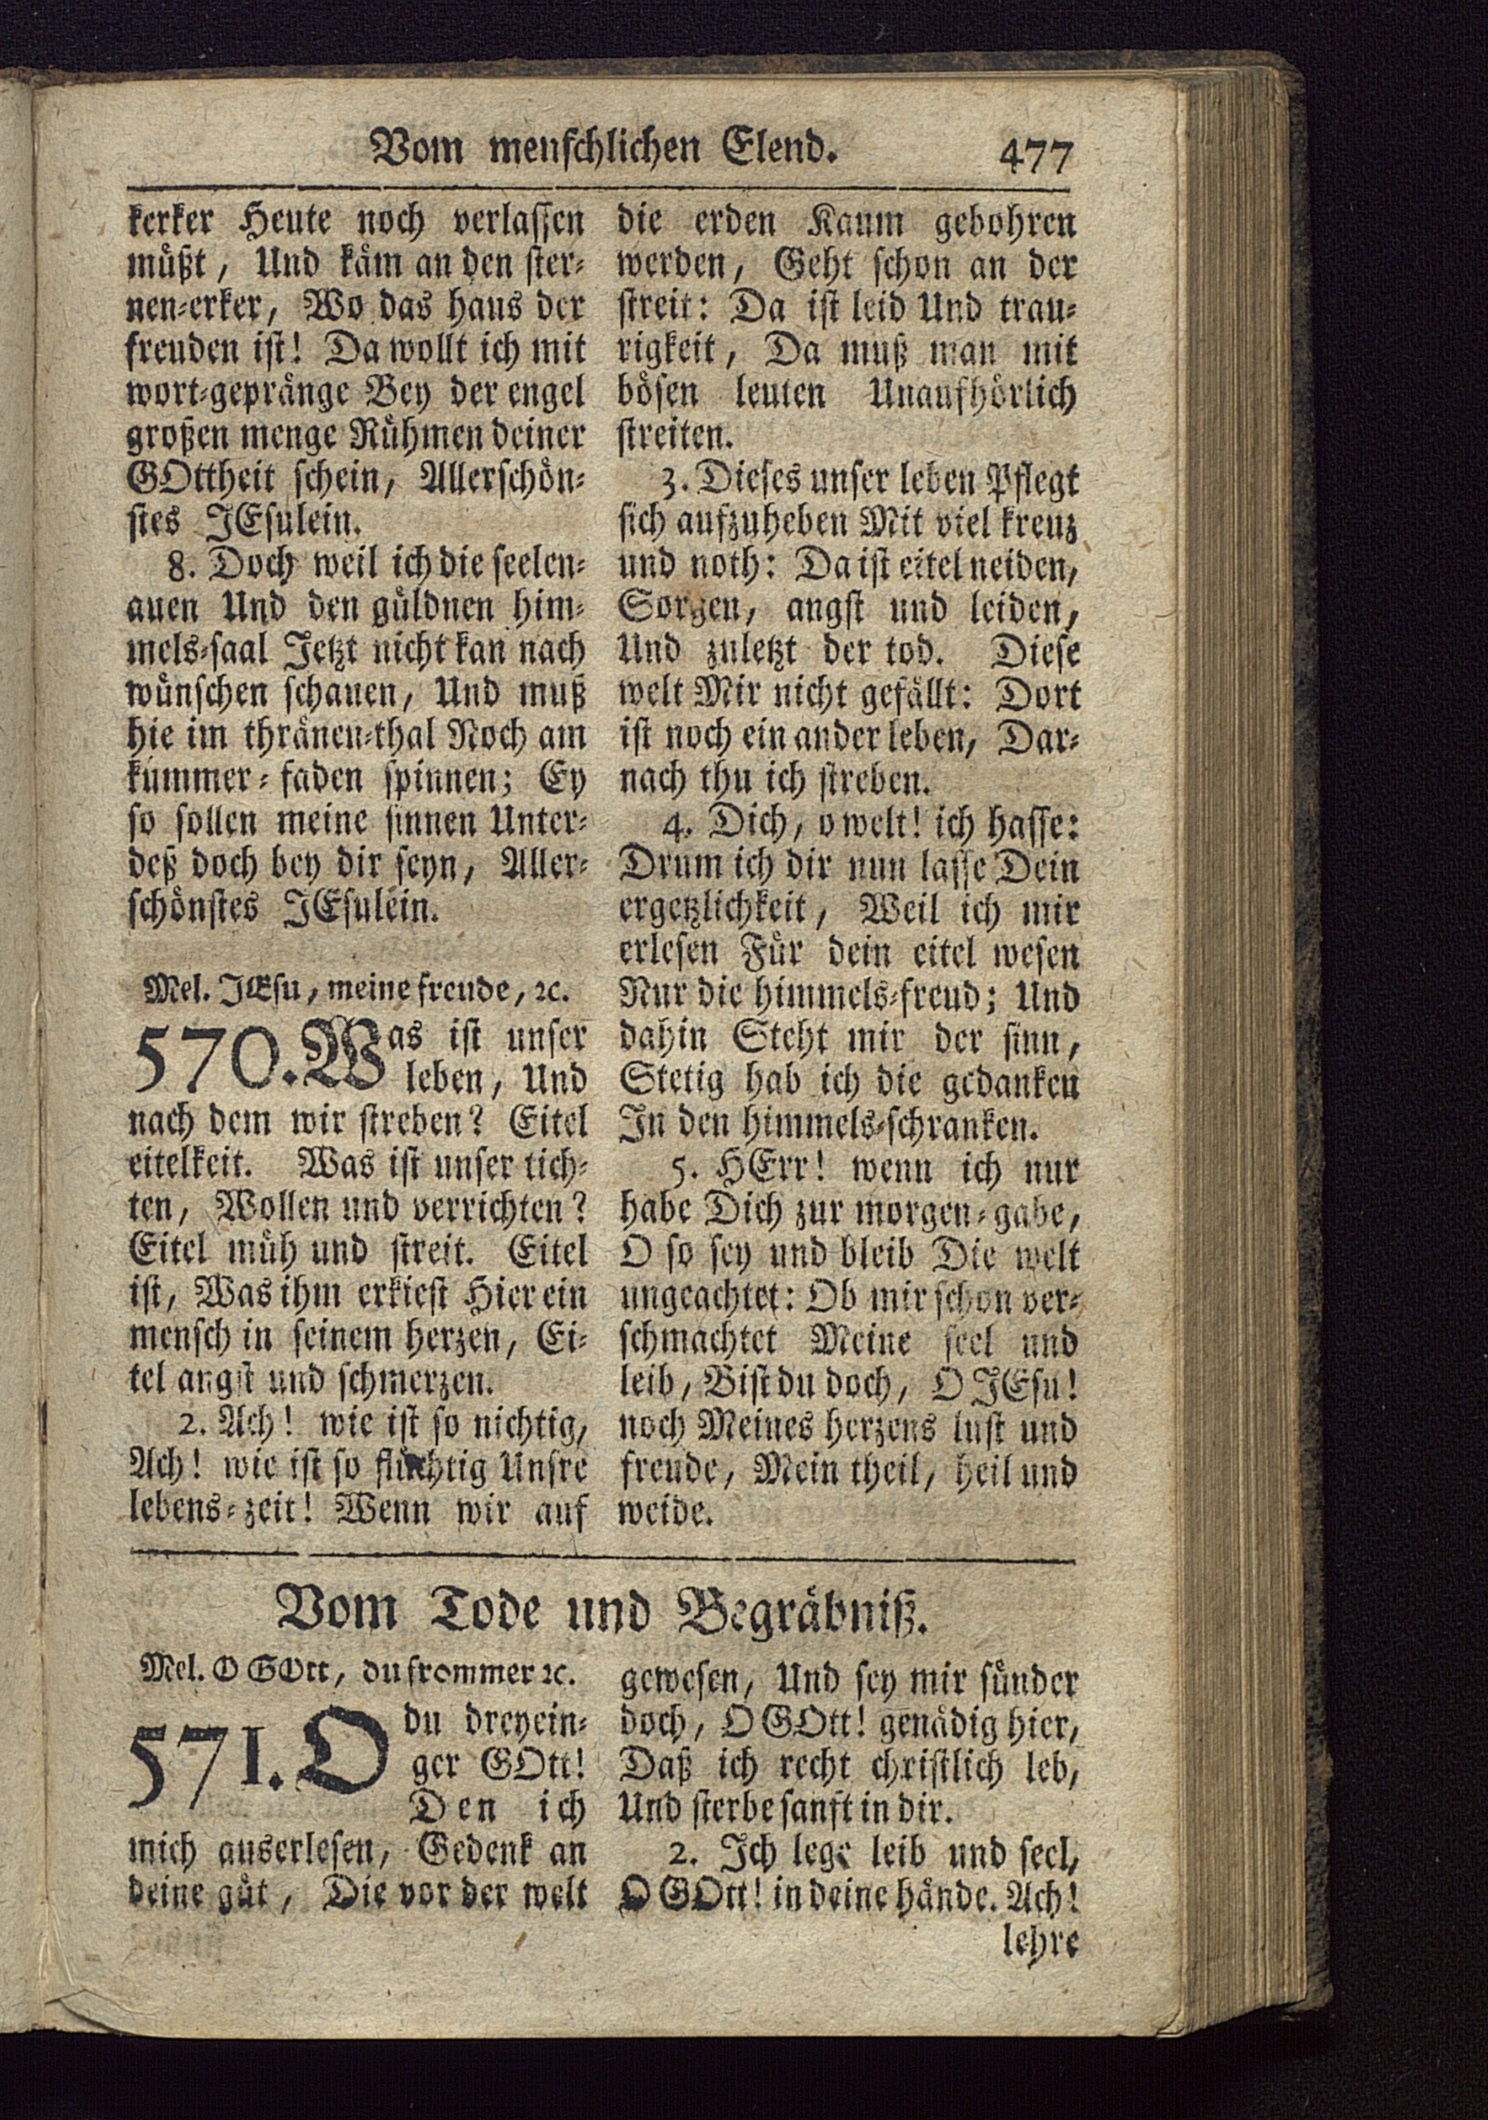 Vom menschlichen Elend. 477
kerker Heute noch verlassen
müßt, Und käm an den ster-
nen-erker, Wo das haus der
freuden ist! Da wollt ich mit
wort-gepränge Bey der engel
großen menge Rühmen deiner
GOttheit schein, Allerschön-
stes JEsulein.
8. Doch weil ich die seelen-
auen Und den güldnen him-
mels-saal Jetzt nicht kan nach
wünschen schauen, Und muß
hie im thränen-thal Noch am
kummer-faden spinnen; Ey
so sollen meine sinnen Unter-
deß doch bey dir seyn, Aller-
schönstes JEsulein.
Mel. JEsu, meine freude, ꝛc.
570. Was ist unser
leben, Und
nach dem wir streben? Eitel
eitelkeit. Was ist unser tich-
ten, Wollen und verrichten?
Eitel müh und streit. Eitel
ist, Was ihm erkiest Hier ein
mensch in seinem herzen, Ei-
tel angst und schmerzen.
2. Ach! wie ist so nichtig,
Ach! wie ist so flüchtig Unsre
lebens-zeit! Wenn wir auf
die erden Kaum gebohren
werden, Geht schon an der
streit: Da ist leid Und trau-
rigkeit, Da muß man mit
bösen leuten Unaufhörlich
streiten.
3. Dieses unser leben Pflegt
sich aufzuheben Mit viel kreuz
und noth: Da ist eitel neiden,
Sorgen, angst und leiden,
Und zuletzt der tod. Diese
welt Mir nicht gefällt: Dort
ist noch ein ander leben, Dar-
nach thu ich streben.
4. Dich, o welt! ich hasse:
Drum ich dir nun lasse Dein
ergetzlichkeit, Weil ich mir
erlesen Für dein eitel wesen
Nur die himmels-freud; Und
dahin Steht mir der sinn,
Stetig hab ich die gedanken
In den himmels-schranken.
5. HErr! wenn ich nur
habe Dich zur morgen-gabe,
O so sey und bleib Die welt
ungeachtet: Ob mir schon ver-
schmachtet Meine seel und
leib, Bist du doch, O JEsu!
noch Meines herzens lust und
freude, Mein theil, heil und
weide.
Vom Tode und Begräbniß.
Mel. O GOtt, du frommer ꝛc.
571. O du dreyein-
ger GOtt!
Den ich
mich auserlesen, Gedenk an
deine güt, Die vor der welt
gewesen, Und sey mir sünder
doch, O GOtt! genädig hier,
Daß ich recht christlich leb,
Und sterbe sanft in dir.
2. Ich lege leib und seel,
O GOtt! in deine hände. Ach!
lehre